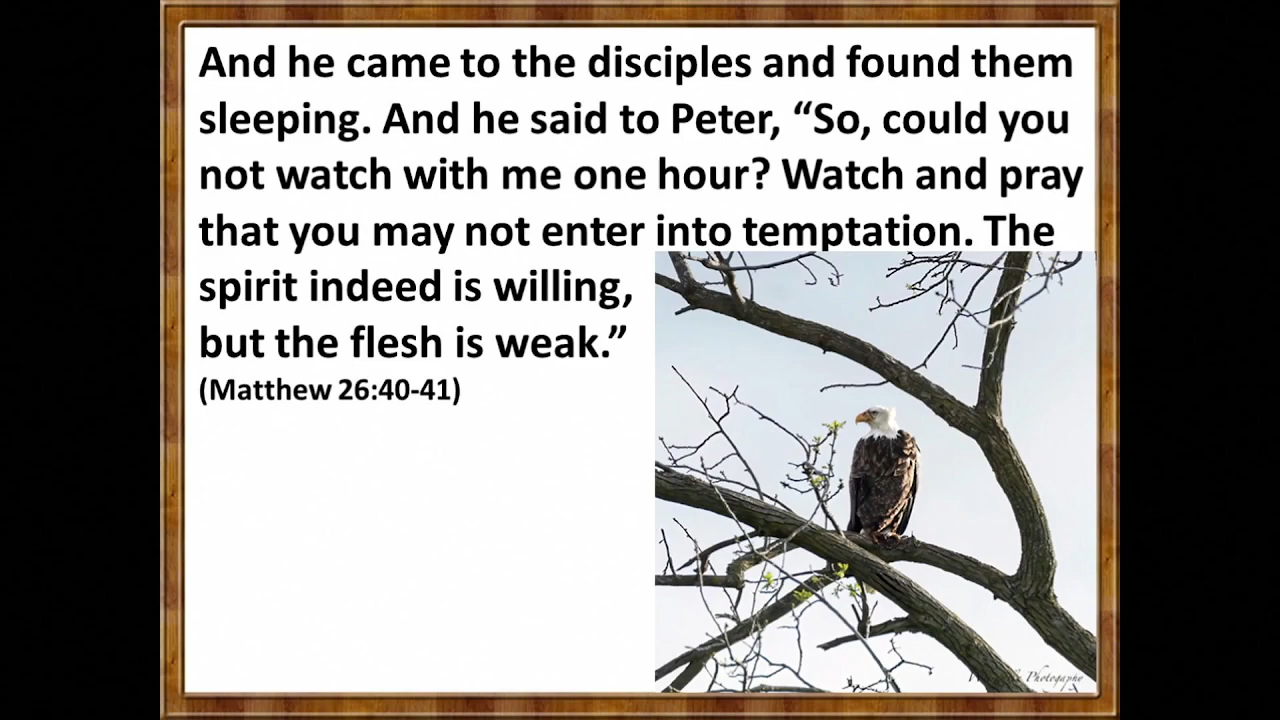 And he came to the disciples and found them
sleeping. And he said to Peter, “So, could you
not watch with me one hour? Watch and pray
that you may not enter into temptation. The
spirit indeed is willing,
but the flesh is weak.”
(Matthew 26:40-41)
Photogaphy